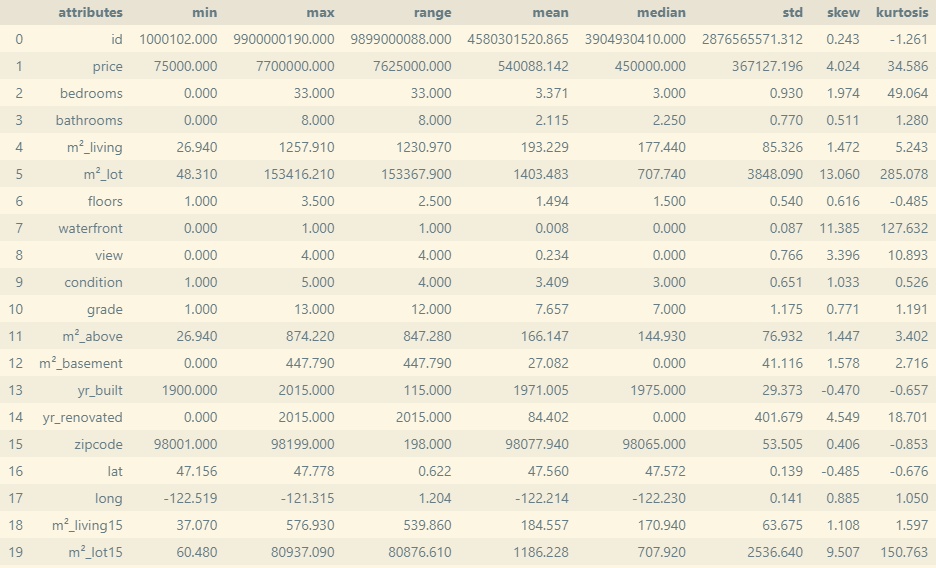 attributes min max range mean median std skew kurtosis
0 id 1000102.000 9900000190.000 9899000088.000 4580301520.865 3904930410.000 2876565571.312 0.243 -1.261
1 price 75000.000 7700000.000 7625000.000 540088.142 450000.000 367127.196 4.024 34.586
2 bedrooms 0.000 33.000 33.000 3.371 3.000 0.930 1.974 49.064
3 bathrooms 0.000 8.000 8.000 2.115 2.250 0.770 0.511 1.280
4 m²_living 26.940 1257.910 1230.970 193.229 177.440 85.326 1.472 5.243
5 m²_lot 48.310 153416.210 153367.900 1403.483 707.740 3848.090 13.060 285.078
6 floors 1.000 3.500 2.500 1.494 1.500 0.540 0.616 -0.485
7 waterfront 0.000 1.000 1.000 0.008 0.000 0.087 11.385 127.632
8 view 0.000 4.000 4.000 0.234 0.000 0.766 3.396 10.893
9 condition 1.000 5.000 4.000 3.409 3.000 0.651 1.033 0.526
10 grade 1.000 13.000 12.000 7.657 7.000 1.175 0.771 1.191
11 m²_above 26.940 874.220 847.280 166.147 144.930 76.932 1.447 3.402
12 m²_basement 0.000 447.790 447.790 27.082 0.000 41.116 1.578 2.716
13 yr_built 1900.000 2015.000 115.000 1971.005 1975.000 29.373 -0.470 -0.657
14 yr_renovated 0.000 2015.000 2015.000 84.402 0.000 401.679 4.549 18.701
15 zipcode 98001.000 98199.000 198.000 98077.940 98065.000 53.505 0.406 -0.853
16 lat 47.156 47.778 0.622 47.560 47.572 0.139 -0.485 -0.676
17 long -122.519 -121.315 1.204 -122.214 -122.230 0.141 0.885 1.050
18 m²_living15 37.070 576.930 539.860 184.557 170.940 63.675 1.108 1.597
19 m²_lot15 60.480 80937.090 80876.610 1186.228 707.920 2536.640 9.507 150.763